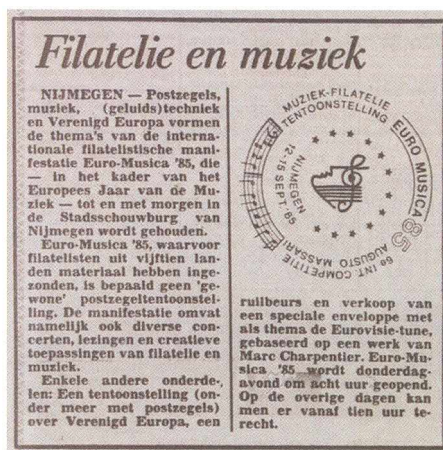 Filatelie en muziek
NIJMEGEN — Postzegels,
muziek, (geluids)techniek
en Verenigd Europa vormen
de thema's van de interna-
tionale filatelistische mani-
festatie Euro-Musica '85, die
— in het kader van het
Europees Jaar van de Mu-
ziek — tot en met morgen in
de Stadsschouwburg van
Nijmegen wordt gehouden.
Euro-Musica '85, waarvoor
filatelisten uit vijftien lan-
den materiaal hebben inge-
zonden, is bepaald geen 'ge-
wone' postzegeltentoonstel-
ling. De manifestatie omvat
namelijk ook diverse con-
certen, lezingen en creatieve
toepassingen van filatelie en
muziek.
Enkele andere onderde-
len: Een tentoonstelling (on-
der meer met postzegels)
over Verenigd Europa, een
MUZIEK-FILATELIE
TENTOONSTELLING
EURO MUSICA
85
NIJMEGEN
12-15 SEPT. '85
6e INT. COMPETITIE
AUGUSTO MASSARI
ruilbeurs en verkoop van
een speciale enveloppe met
als thema de Eurovisie-tune,
gebaseerd op een werk van
Marc Charpentier. Euro-Mu-
sica '85 wordt donderdag-
avond om acht uur geopend.
Op de overige dagen kan
men er vanaf tien uur te-
recht.